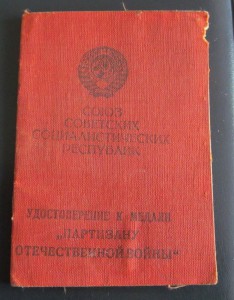 СОЮЗ
СОВЕТСКИХ
СОЦИАЛИСТИЧЕСКИХ
РЕСПУБЛИК
УДОСТОВЕРЕНИЕ К МЕДАЛИ
„ПАРТИЗАНУ
ОТЕЧЕСТВЕННОЙ ВОЙНЫ"